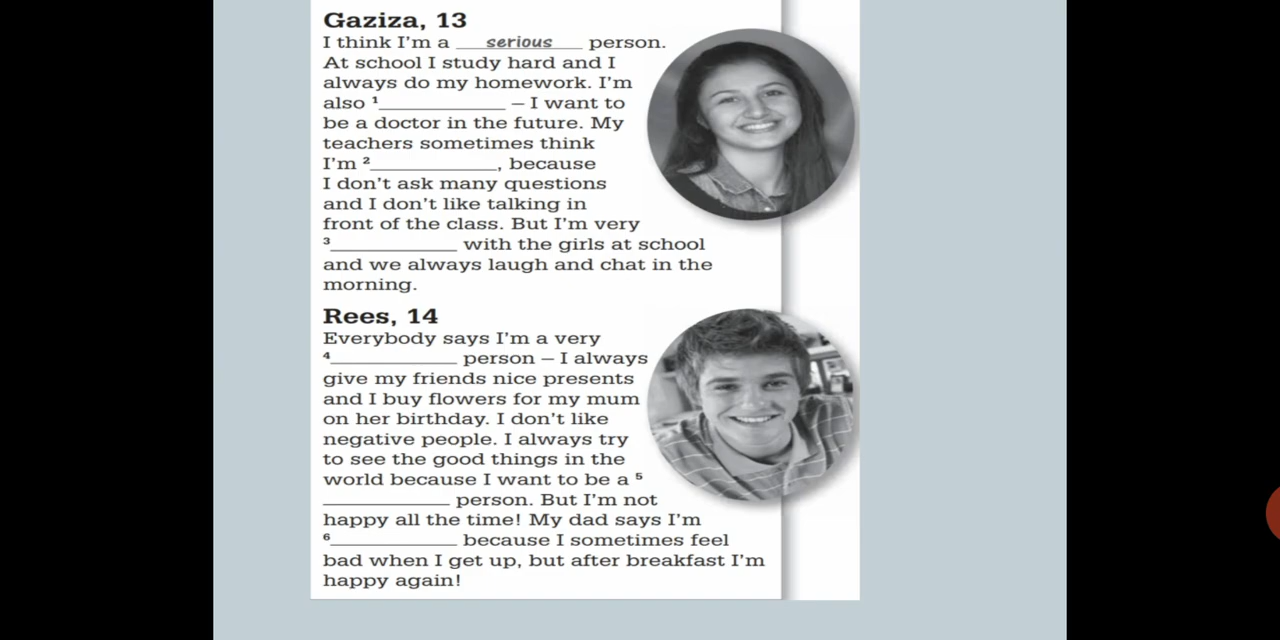 Gaziza, 13
I think I'm a serious person.
At school I study hard and I
always do my homework. I'm
also ¹____________ – I want to
be a doctor in the future. My
teachers sometimes think
I'm ²____________, because
I don't ask many questions
and I don't like talking in
front of the class. But I'm very
³____________ with the girls at school
and we always laugh and chat in the
morning.
Rees, 14
Everybody says I'm a very
⁴____________ person – I always
give my friends nice presents
and I buy flowers for my mum
on her birthday. I don't like
negative people. I always try
to see the good things in the
world because I want to be a ⁵
____________ person. But I'm not
happy all the time! My dad says I'm
⁶____________ because I sometimes feel
bad when I get up, but after breakfast I'm
happy again!